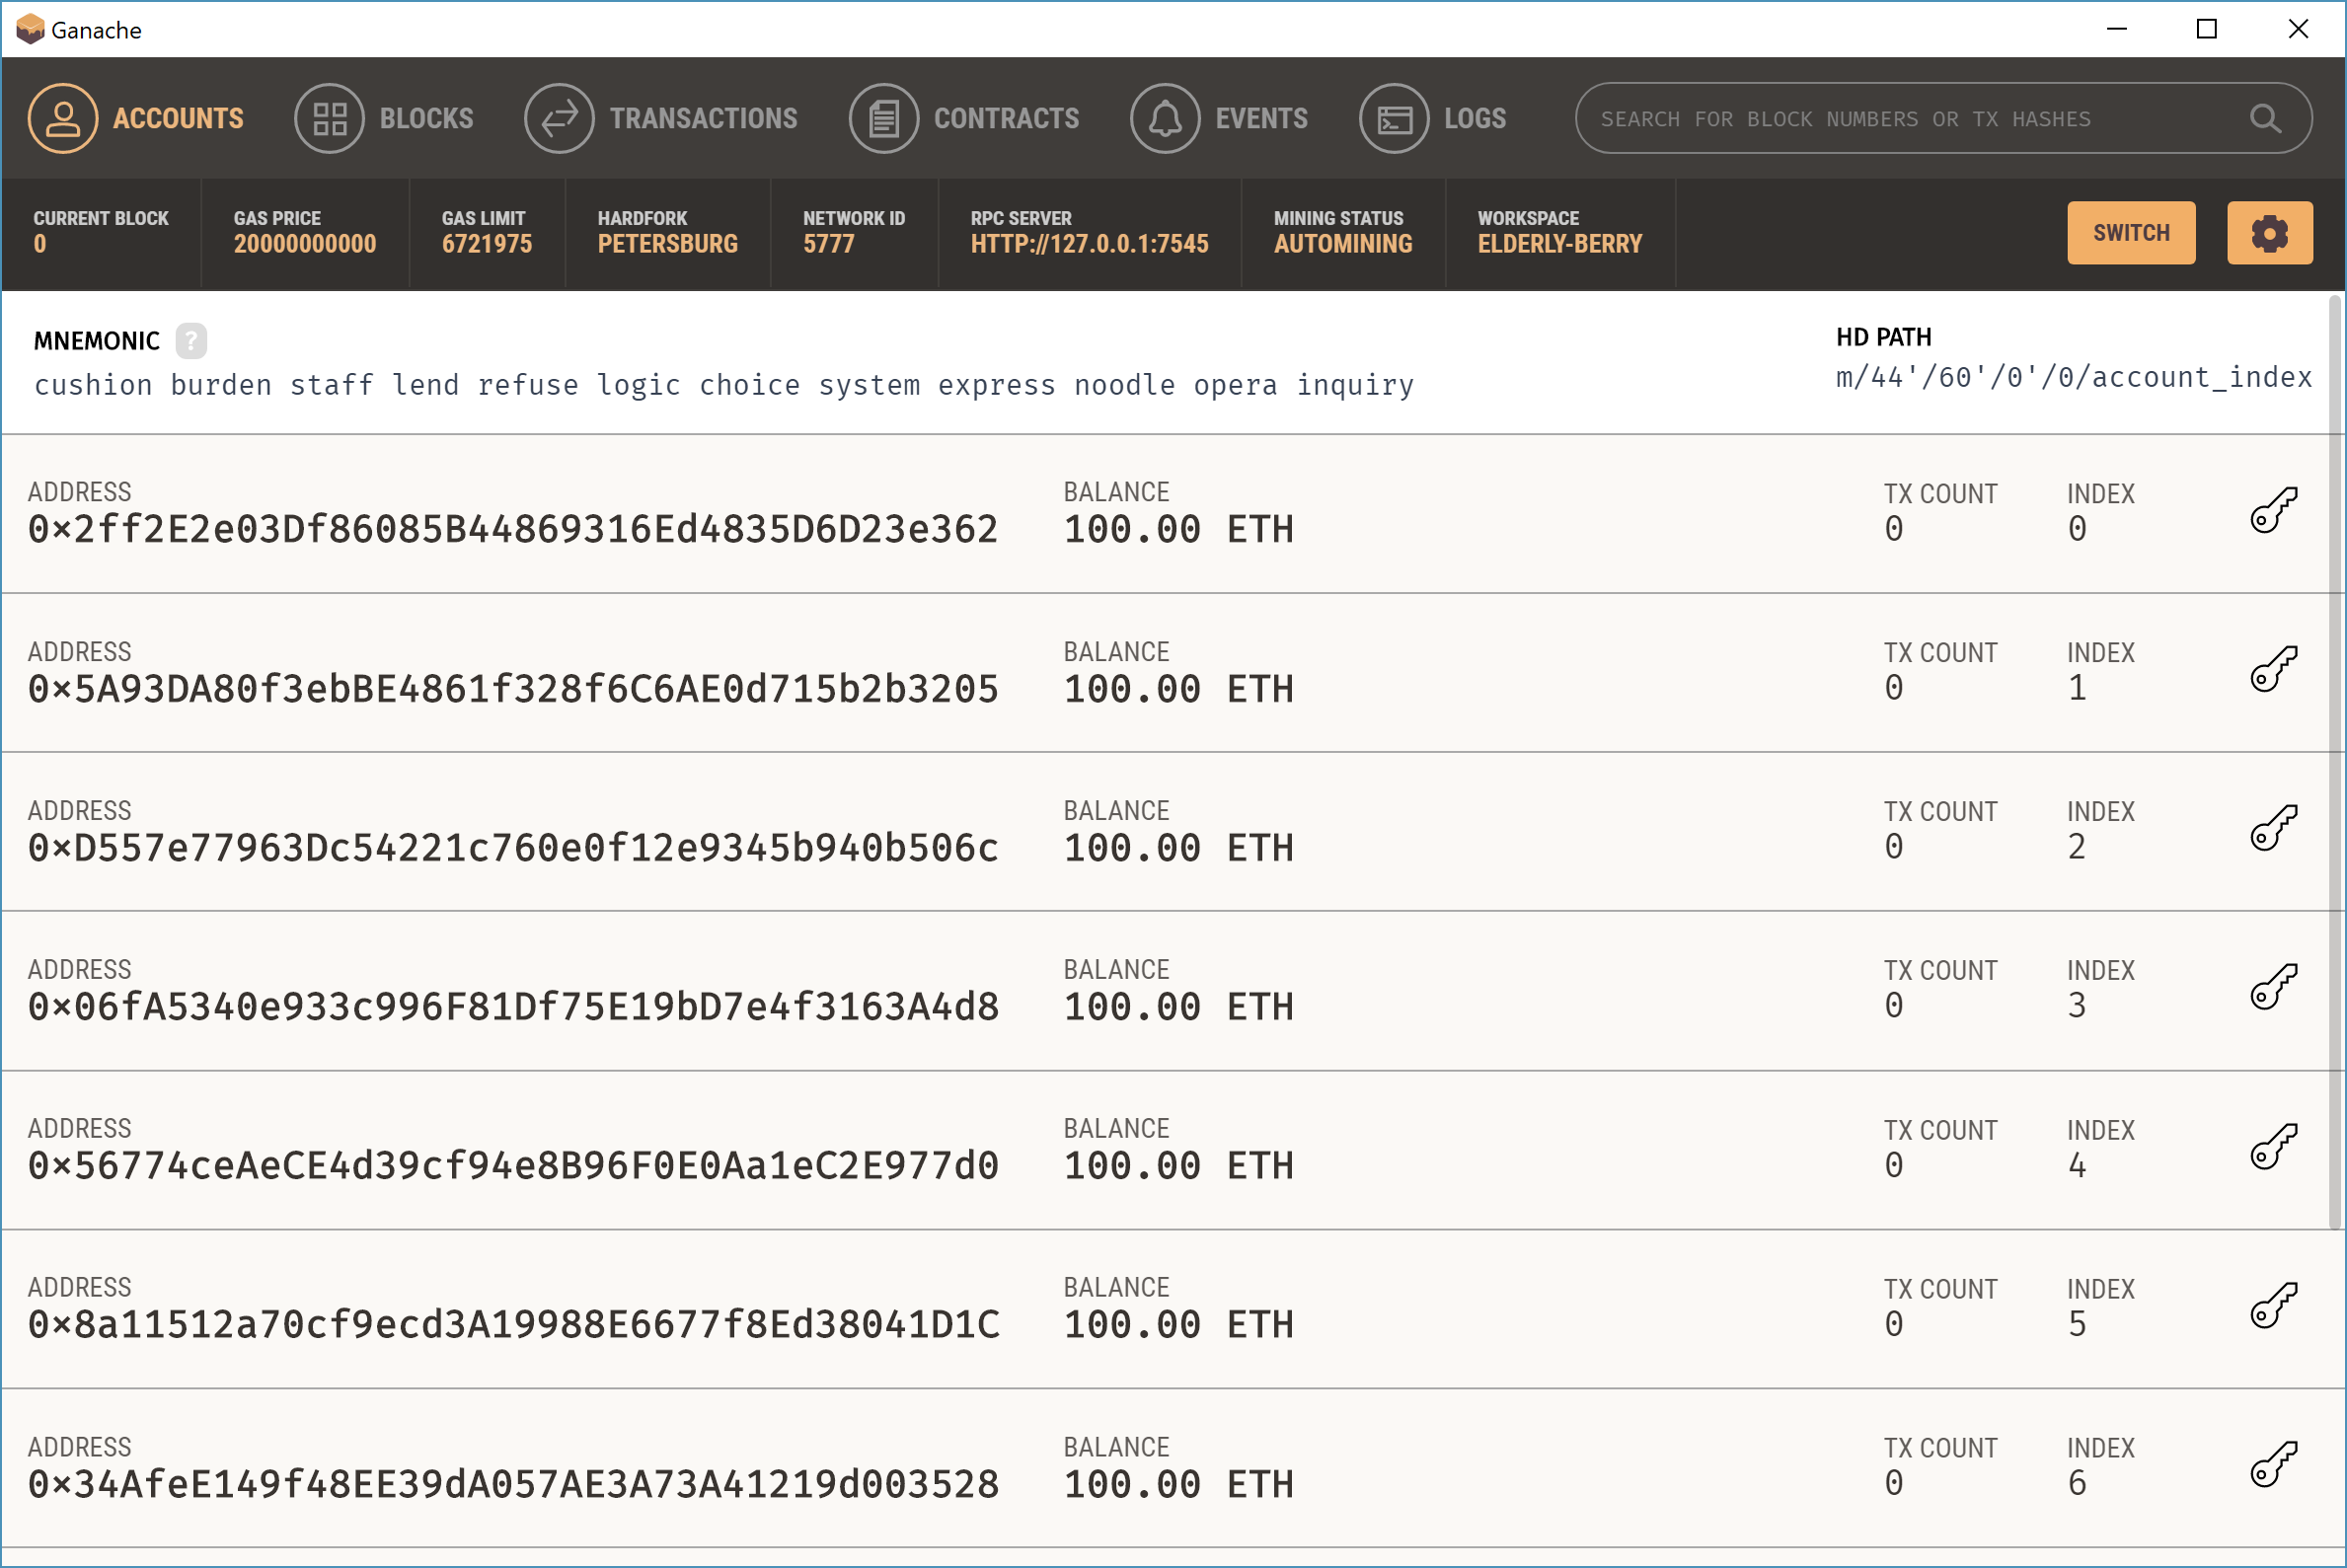 Ganache
ACCOUNTS BLOCKS TRANSACTIONS CONTRACTS EVENTS LOGS SEARCH FOR BLOCK NUMBERS OR TX HASHES
CURRENT BLOCK GAS PRICE GAS LIMIT HARDFORK NETWORK ID RPC SERVER MINING STATUS WORKSPACE
0 20000000000 6721975 PETERSBURG 5777 HTTP://127.0.0.1:7545 AUTOMINING ELDERLY-BERRY SWITCH
MNEMONIC ? HD PATH
cushion burden staff lend refuse logic choice system express noodle opera inquiry m/44'/60'/0'/0/account_index
ADDRESS BALANCE TX COUNT INDEX
0×2ff2E2e03Df86085B44869316Ed4835D6D23e362 100.00 ETH 0 0
ADDRESS BALANCE TX COUNT INDEX
0×5A93DA80f3ebBE4861f328f6C6AE0d715b2b3205 100.00 ETH 0 1
ADDRESS BALANCE TX COUNT INDEX
0×D557e77963Dc54221c760e0f12e9345b940b506c 100.00 ETH 0 2
ADDRESS BALANCE TX COUNT INDEX
0×06fA5340e933c996F81Df75E19bD7e4f3163A4d8 100.00 ETH 0 3
ADDRESS BALANCE TX COUNT INDEX
0×56774ceAeCE4d39cf94e8B96F0E0Aa1eC2E977d0 100.00 ETH 0 4
ADDRESS BALANCE TX COUNT INDEX
0×8a11512a70cf9ecd3A19988E6677f8Ed38041D1C 100.00 ETH 0 5
ADDRESS BALANCE TX COUNT INDEX
0×34AfeE149f48EE39dA057AE3A73A41219d003528 100.00 ETH 0 6